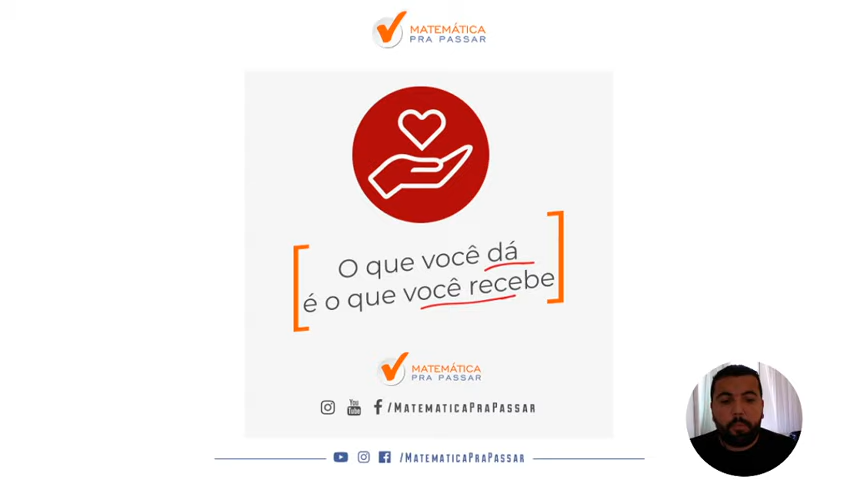 MATEMÁTICA
PRA PASSAR
O que você dá
é o que você recebe
MATEMÁTICA
PRA PASSAR
You
Tube
/MATEMATICAPRAPASSAR
/MATEMATICAPRAPASSAR